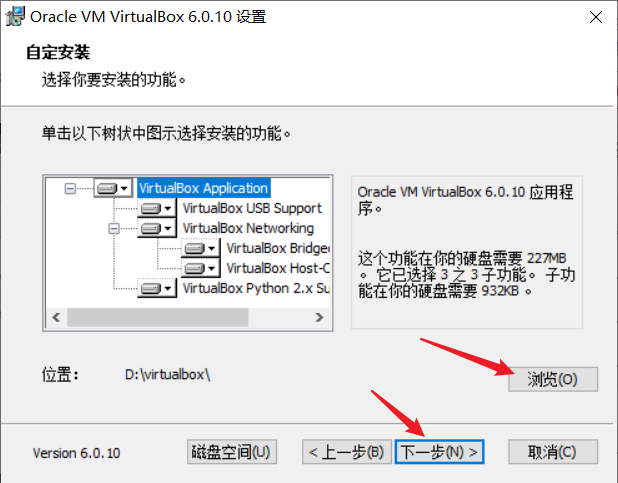 Oracle VM VirtualBox 6.0.10 设置
自定安装
选择你要安装的功能。
单击以下树状中图示选择安装的功能。
VirtualBox Application
VirtualBox USB Support
VirtualBox Networking
VirtualBox Bridged
VirtualBox Host-O
VirtualBox Python 2.x Su
Oracle VM VirtualBox 6.0.10 应用程
序。
这个功能在你的硬盘需要 227MB
。它已选择 3 之 3 子功能。 子功
能在你的硬盘需要 932KB 。
位置: D:\virtualbox\
浏览(O)
Version 6.0.10 磁盘空间(U) < 上一步(B) 下一步(N) > 取消(C)